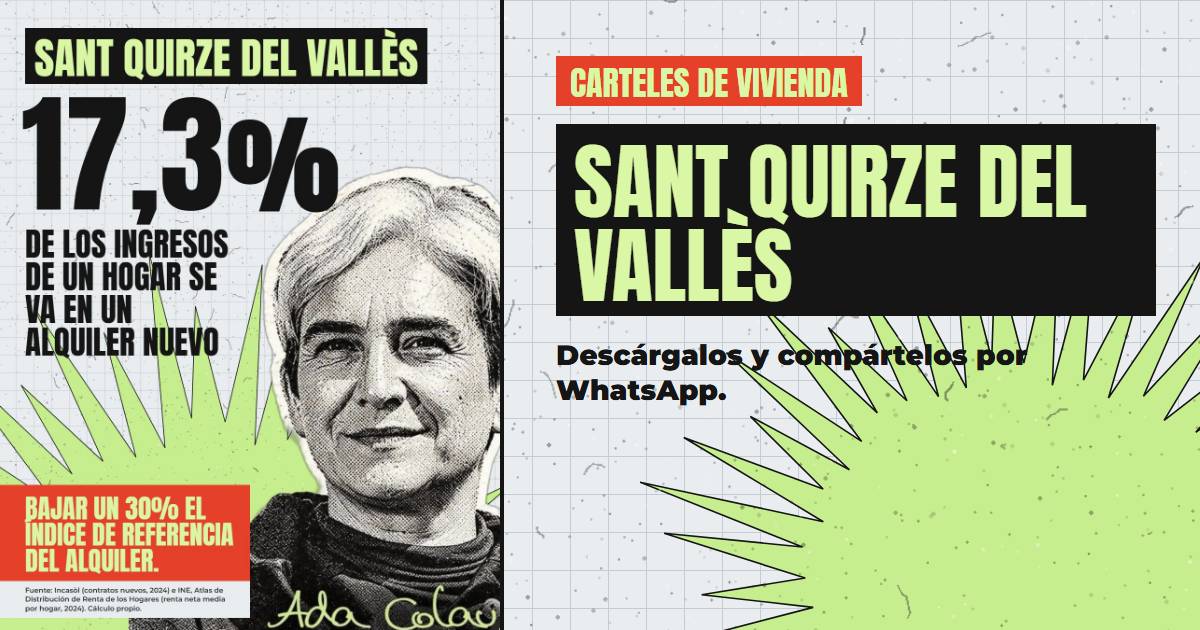 SANT QUIRZE DEL VALLÈS
17,3%
DE LOS INGRESOS
DE UN HOGAR SE
VA EN UN
ALQUILER NUEVO
BAJAR UN 30% EL
ÍNDICE DE REFERENCIA
DEL ALQUILER.
Fuente: Incasòl (contratos nuevos, 2024) e INE, Atlas de
Distribución de Renta de los Hogares (renta neta media
por hogar, 2024). Cálculo propio.
Ada Colau
CARTELES DE VIVIENDA
SANT QUIRZE DEL
VALLÈS
Descárgalos y compártelos por
WhatsApp.